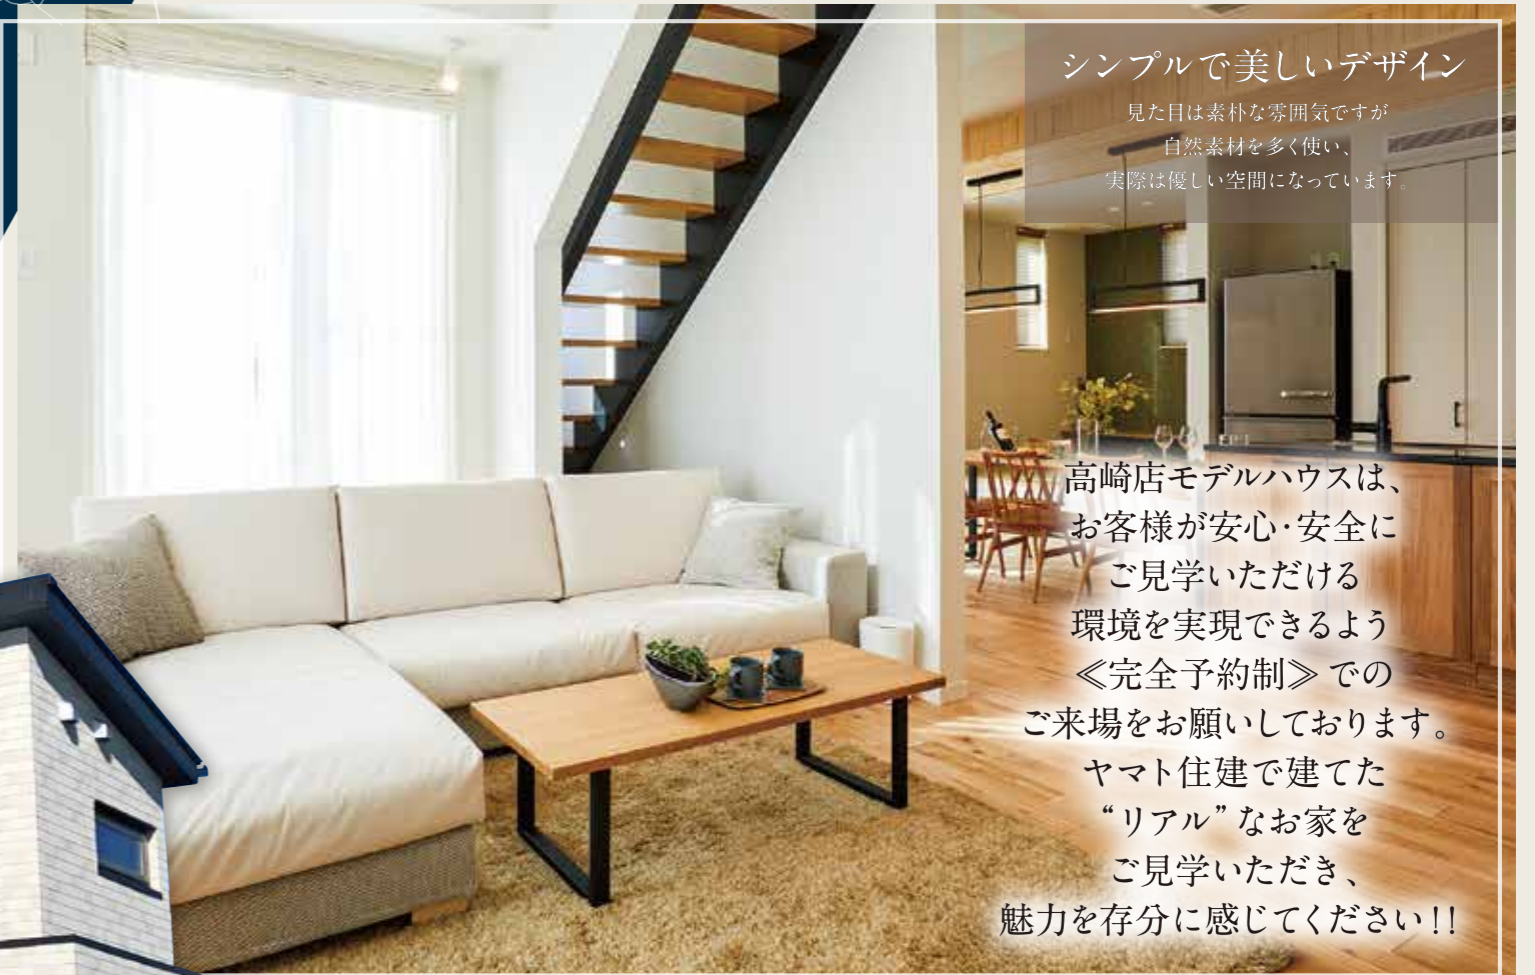 シンプルで美しいデザイン
見た目は素朴な雰囲気ですが
自然素材を多く使い、
実際は優しい空間になっています。
高崎店モデルハウスは、
お客様が安心・安全に
ご見学いただける
環境を実現できるよう
≪完全予約制≫での
ご来場をお願いしております。
ヤマト住建で建てた
“リアル”なお家を
ご見学いただき、
魅力を存分に感じてください!!